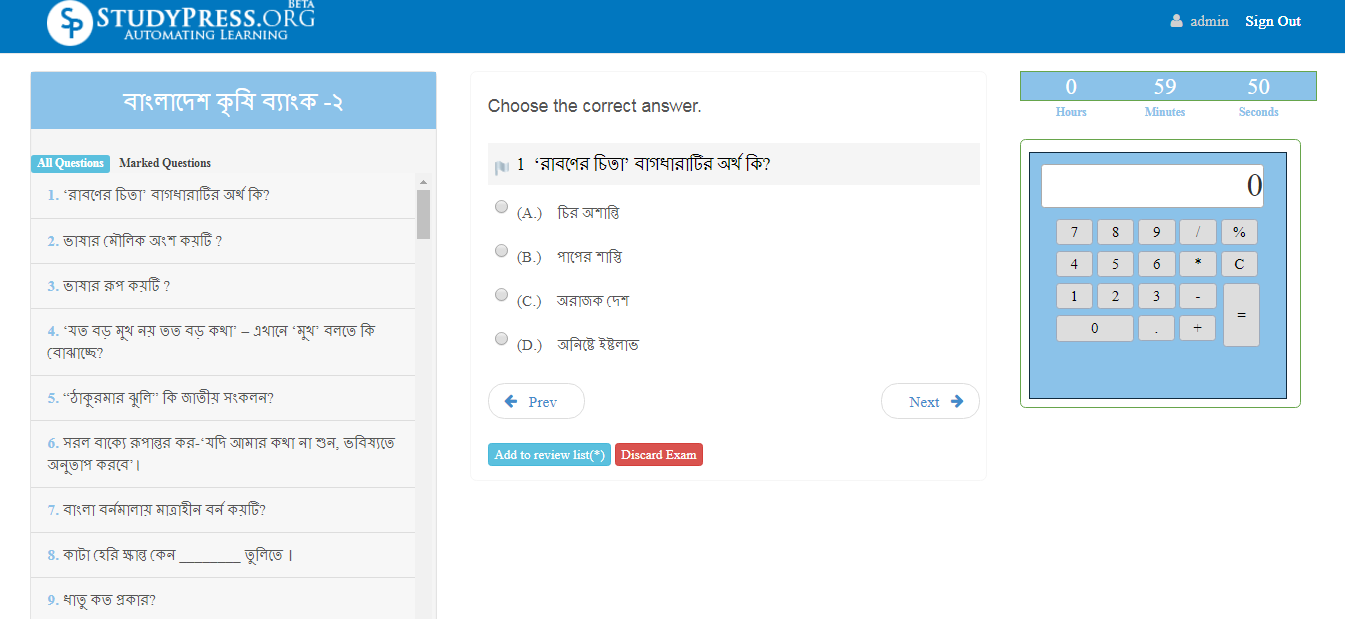 SP STUDYPRESS.ORG BETA
AUTOMATING LEARNING
admin Sign Out
বাংলাদেশ কৃষি ব্যাংক -২
All Questions Marked Questions
1. ‘রাবণের চিতা’ বাগধারাটির অর্থ কি?
2. ভাষার মৌলিক অংশ কয়টি ?
3. ভাষার রূপ কয়টি ?
4. ‘যত বড় মুখ নয় তত বড় কথা’ – এখানে ‘মুখ’ বলতে কি
বোঝাচ্ছে?
5. “ঠাকুরমার ঝুলি” কি জাতীয় সংকলন?
6. সরল বাক্যে রূপান্তর কর-‘যদি আমার কথা না শুন, ভবিষ্যতে
অনুতাপ করবে’।
7. বাংলা বর্নমালায় মাত্রাহীন বর্ন কয়টি?
8. কাটা হেরি ক্ষান্ত কেন ________ তুলিতে ।
9. ধাতু কত প্রকার?
Choose the correct answer.
1 ‘রাবণের চিতা’ বাগধারাটির অর্থ কি?
(A.) চির অশান্তি
(B.) পাপের শাস্তি
(C.) অরাজক দেশ
(D.) অনিষ্টে ইষ্টলাভ
Prev Next
Add to review list(*) Discard Exam
0 59 50
Hours Minutes Seconds
0
7 8 9 / %
4 5 6 * C
1 2 3 - =
0 . +